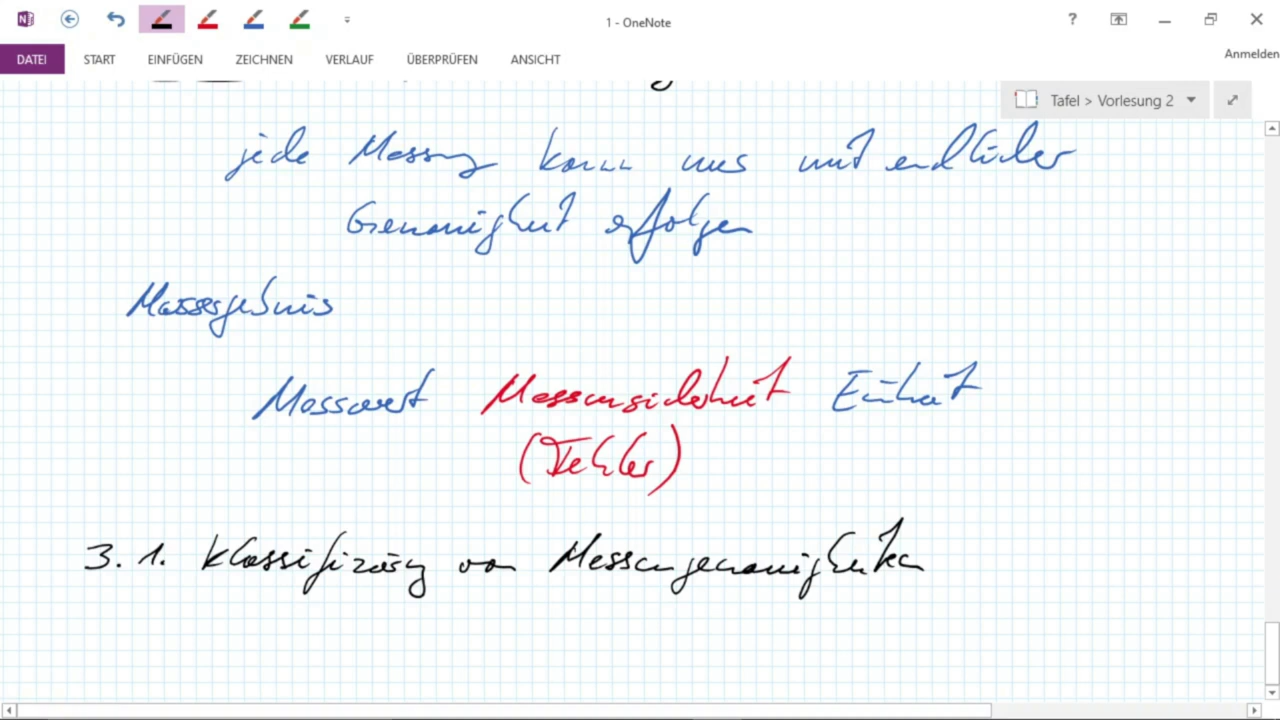 1 - OneNote
?
Anmelden
DATEI START EINFÜGEN ZEICHNEN VERLAUF ÜBERPRÜFEN ANSICHT
Tafel > Vorlesung 2
jede Messung kann nur mit endlicher
Genauigkeit erfolgen
Messergebnis
Messwert Messunsicherheit Einheit
(Fehler)
3.1. Klassifizierung von Messungenauigkeiten